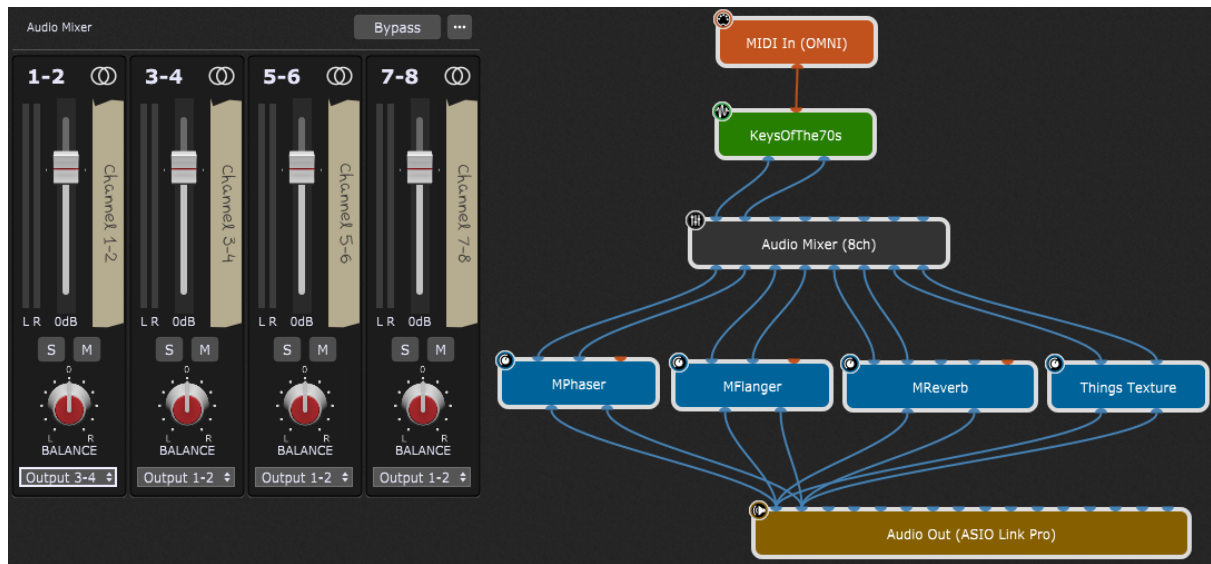 Audio Mixer
Bypass
...
1-2
3-4
5-6
7-8
Channel 1-2
Channel 3-4
Channel 5-6
Channel 7-8
L R 0dB
L R 0dB
L R 0dB
L R 0dB
S M
S M
S M
S M
0
0
0
0
L R
L R
L R
L R
BALANCE
BALANCE
BALANCE
BALANCE
Output 3-4
Output 1-2
Output 1-2
Output 1-2
MIDI In (OMNI)
KeysOfThe70s
Audio Mixer (8ch)
MPhaser
MFlanger
MReverb
Things Texture
Audio Out (ASIO Link Pro)